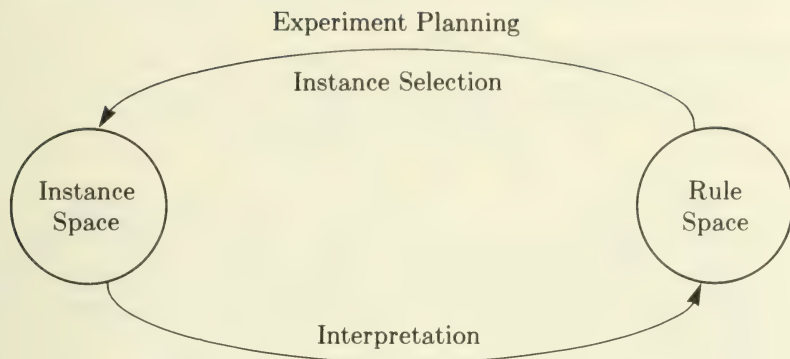 Experiment Planning
Instance Selection
Instance
Space
Rule
Space
Interpretation